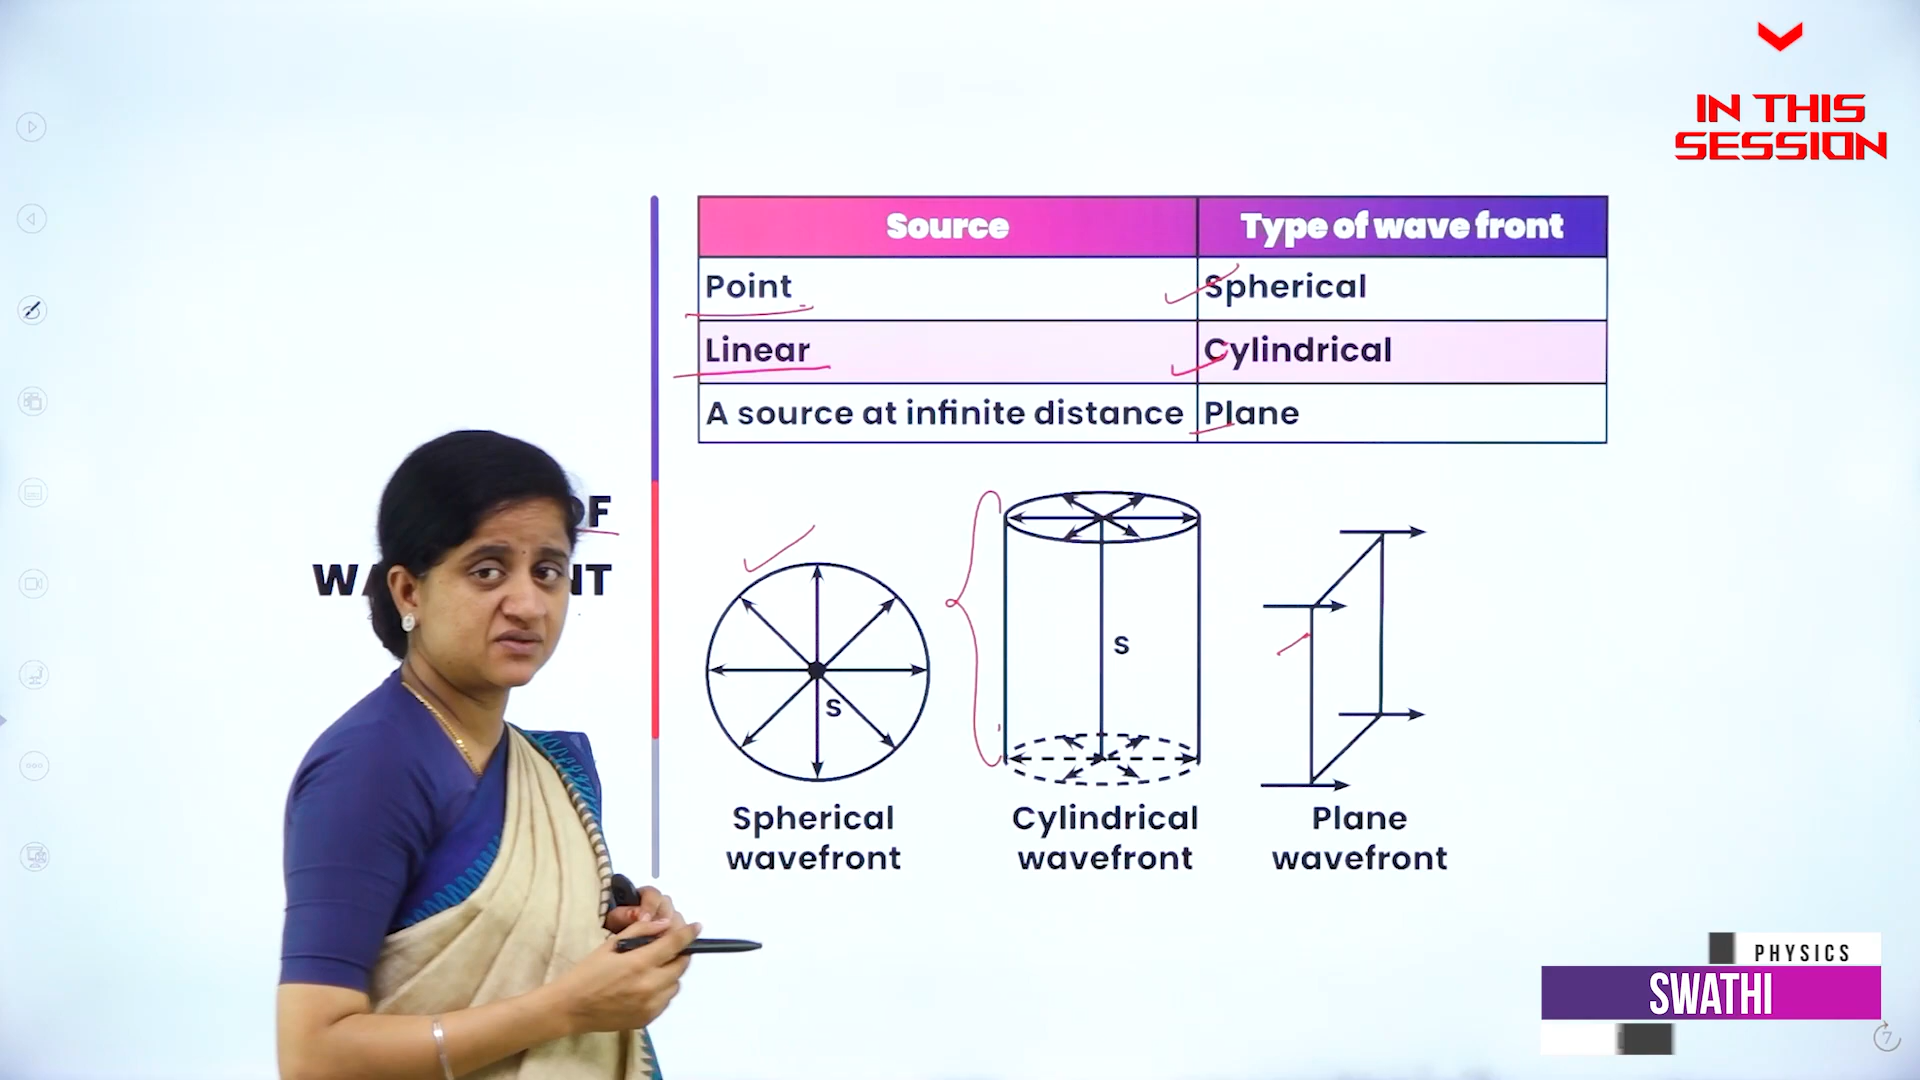 IN THIS
SESSION
Source
Type of wave front
Point
Spherical
Linear
Cylindrical
A source at infinite distance
Plane
S
S
Spherical
wavefront
Cylindrical
wavefront
Plane
wavefront
PHYSICS
SWATHI
7